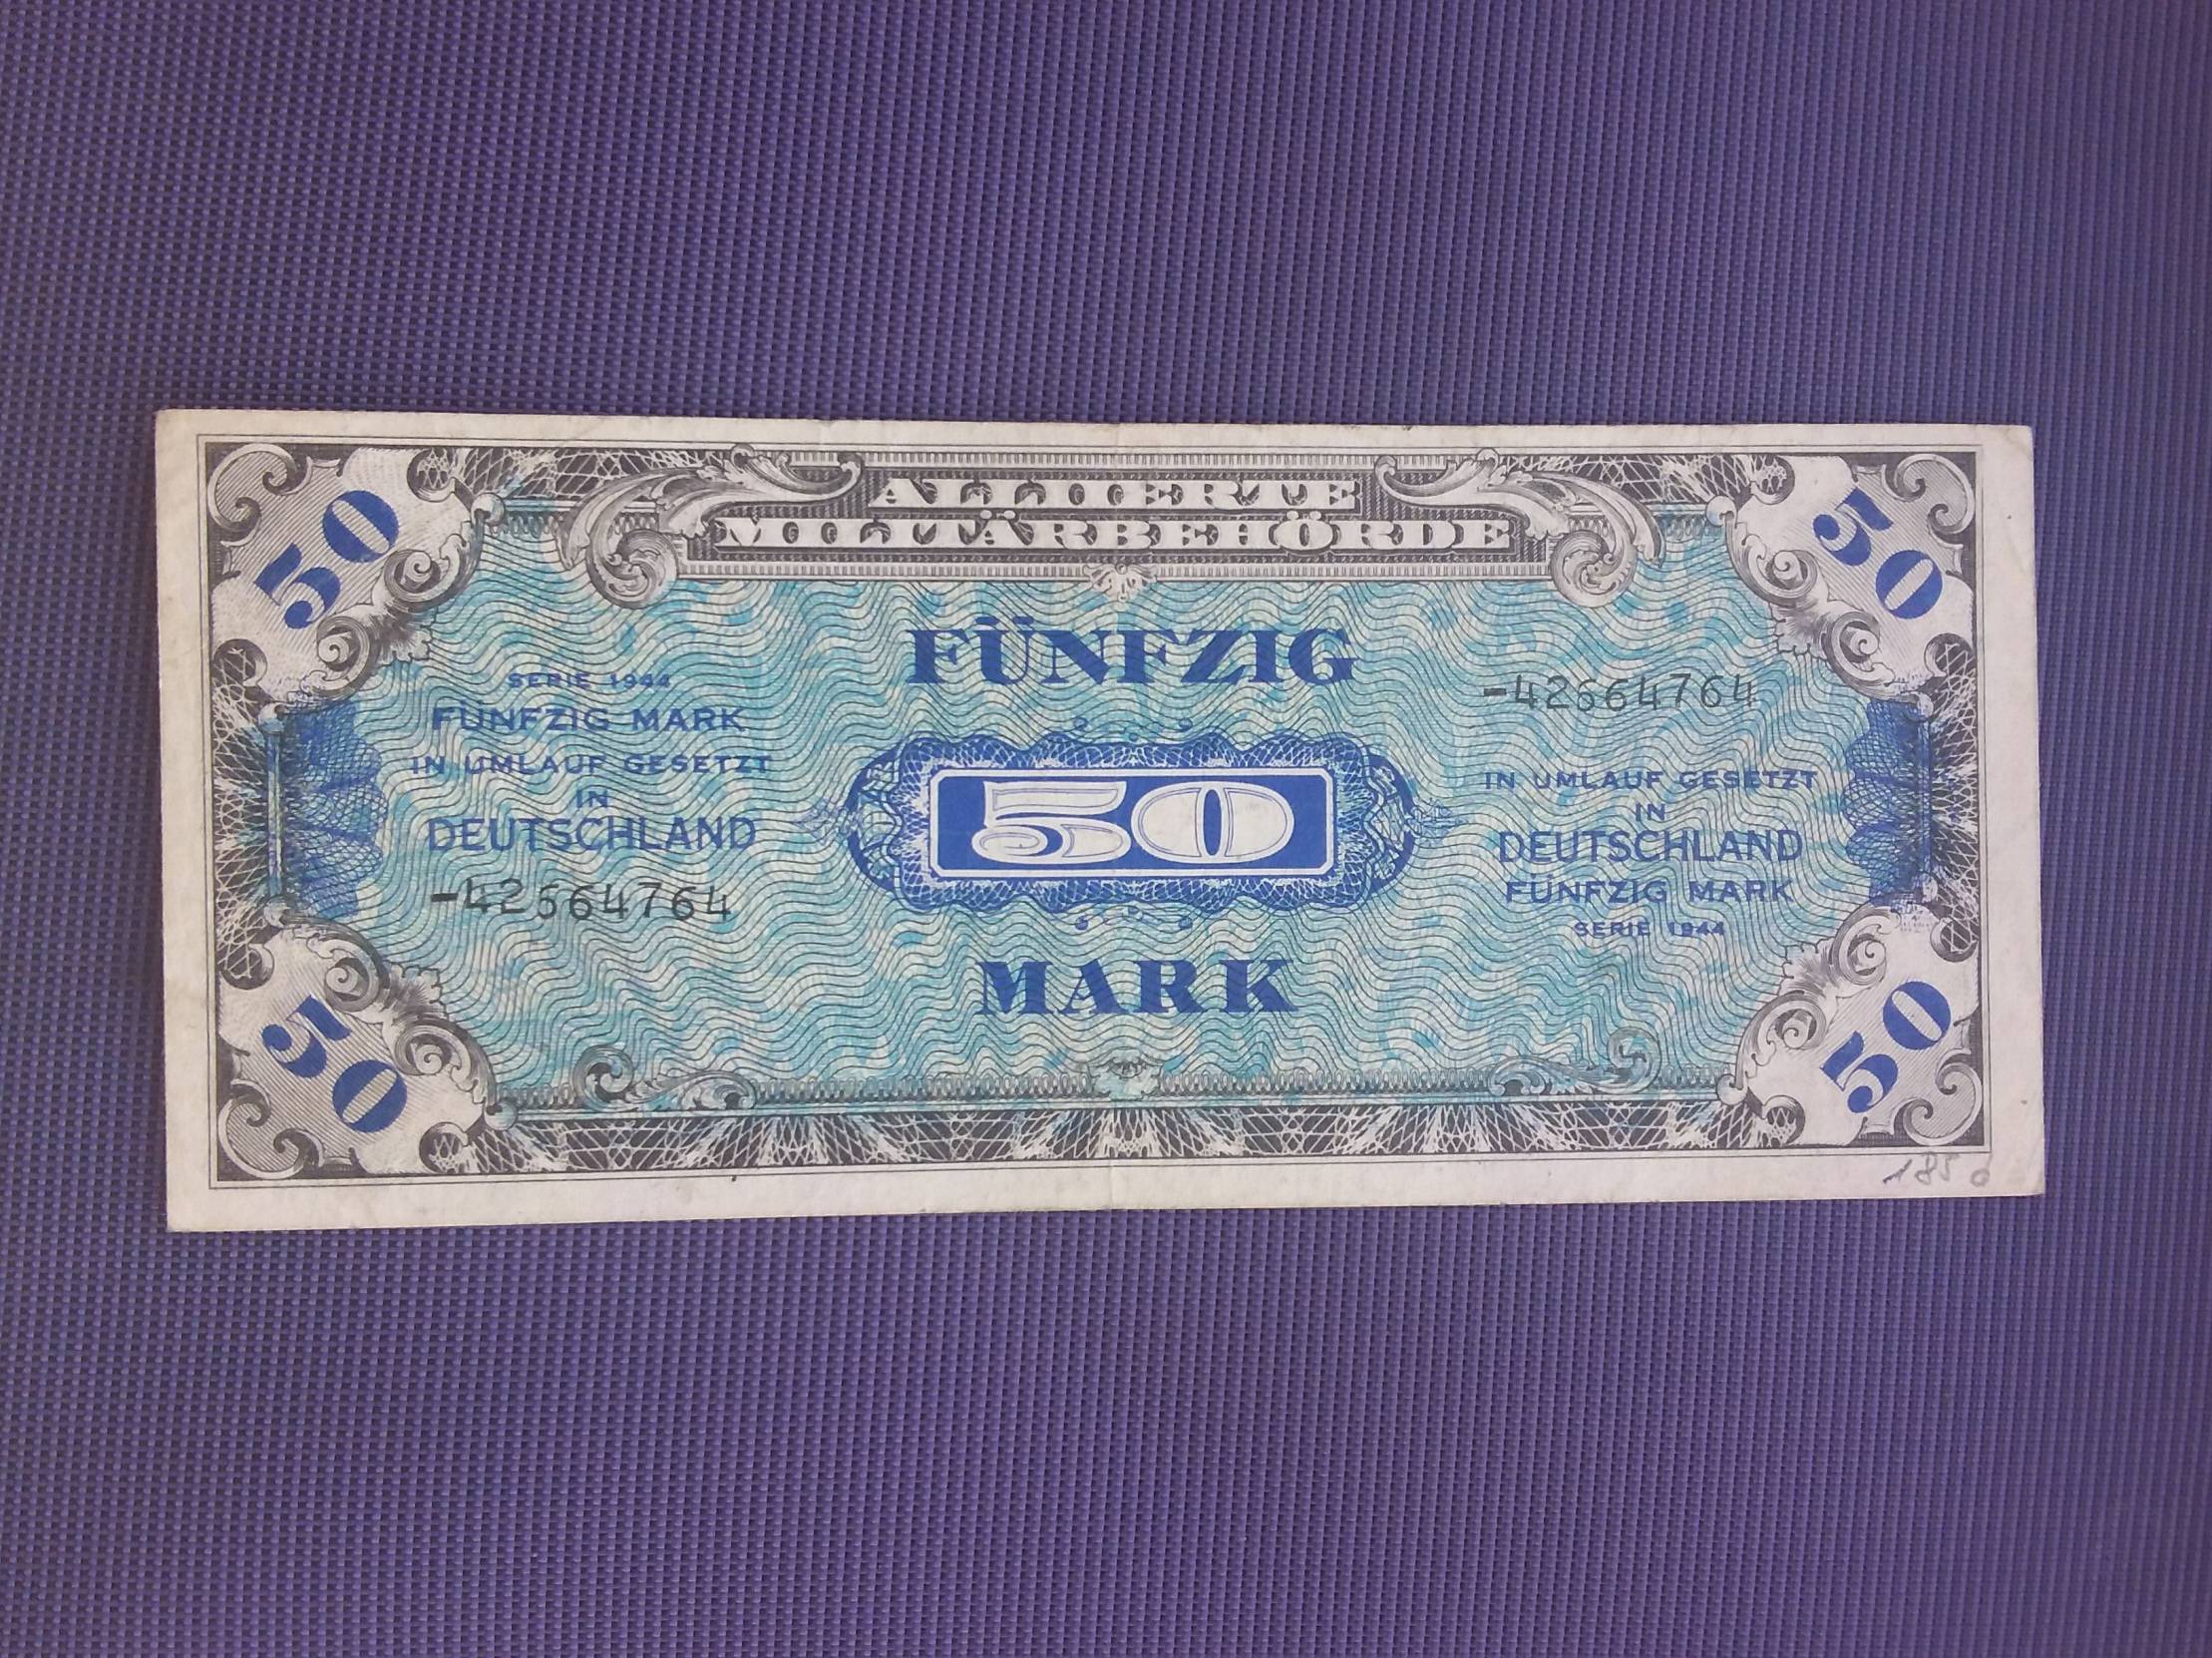 50
ALLIIERTE
MILITÄRBEHÖRDE
50
FÜNFZIG
SERIE 1944
FÜNFZIG MARK
IN UMLAUF GESETZT
IN
DEUTSCHLAND
-42564764
50
-42564764
IN UMLAUF GESETZT
IN
DEUTSCHLAND
FÜNFZIG MARK
SERIE 1944
MARK
50
50